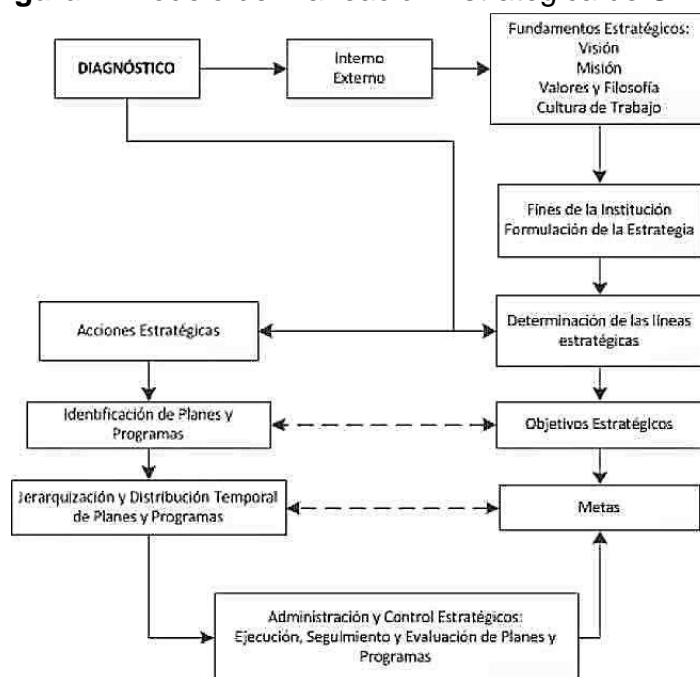 Fundamentos Estratégicos:
Visión
Misión
Valores y Filosofía
Cultura de Trabajo
DIAGNÓSTICO
Interno
Externo
Fines de la Institución
Formulación de la Estrategia
Acciones Estratégicas
Determinación de las líneas
estratégicas
Identificación de Planes y
Programas
Objetivos Estratégicos
Jerarquización y Distribución Temporal
de Planes y Programas
Metas
Administración y Control Estratégicos:
Ejecución, Seguimiento y Evaluación de Planes y
Programas